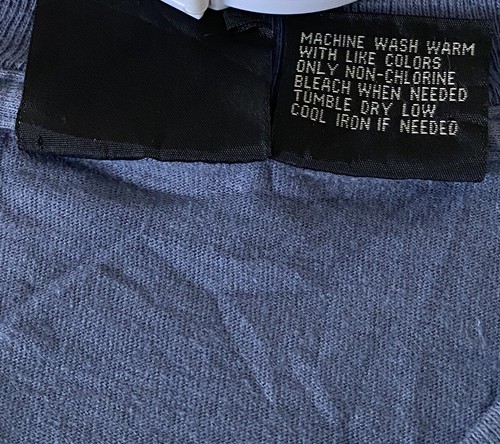 MACHINE WASH WARM
WITH LIKE COLORS
ONLY NON-CHLORINE
BLEACH WHEN NEEDED
TUMBLE DRY LOW
COOL IRON IF NEEDED